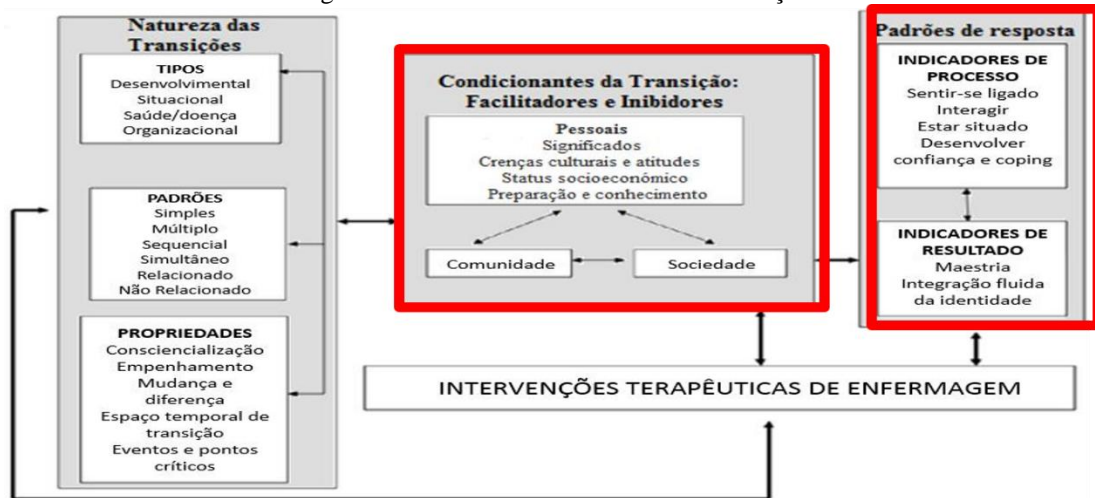 Natureza das
Transições
TIPOS
Desenvolvimental
Situacional
Saúde/doença
Organizacional
PADRÕES
Simples
Múltiplo
Sequencial
Simultâneo
Relacionado
Não Relacionado
PROPRIEDADES
Consciencialização
Empenhamento
Mudança e
diferença
Espaço temporal de
transição
Eventos e pontos
críticos
Condicionantes da Transição:
Facilitadores e Inibidores
Pessoais
Significados
Crenças culturais e atitudes
Status socioeconómico
Preparação e conhecimento
Comunidade
Sociedade
Padrões de resposta
INDICADORES DE
PROCESSO
Sentir-se ligado
Interagir
Estar situado
Desenvolver
confiança e coping
INDICADORES DE
RESULTADO
Maestria
Integração fluida
da identidade
INTERVENÇÕES TERAPÊUTICAS DE ENFERMAGEM